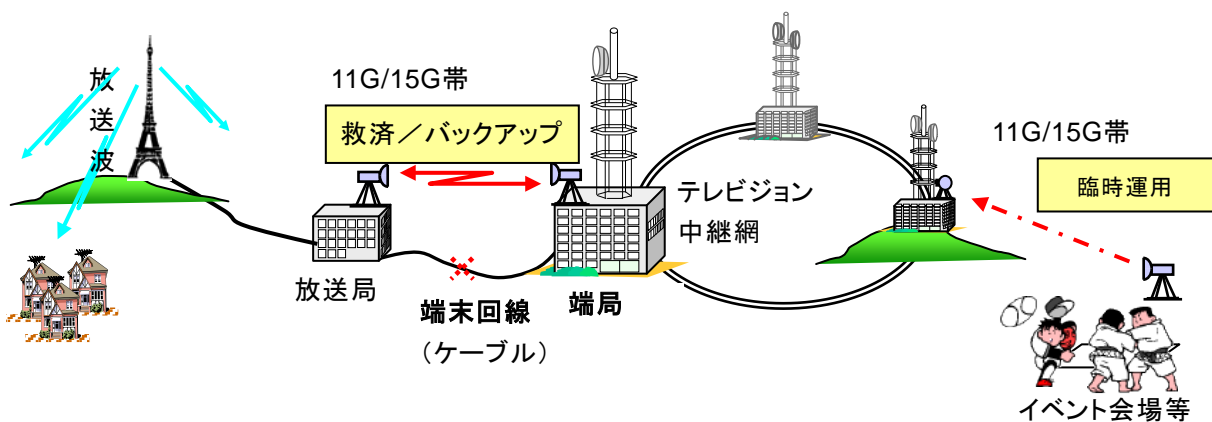 放送波
11G/15G帯
救済／バックアップ
放送局
端末回線
（ケーブル）
端局
テレビジョン
中継網
11G/15G帯
臨時運用
イベント会場等